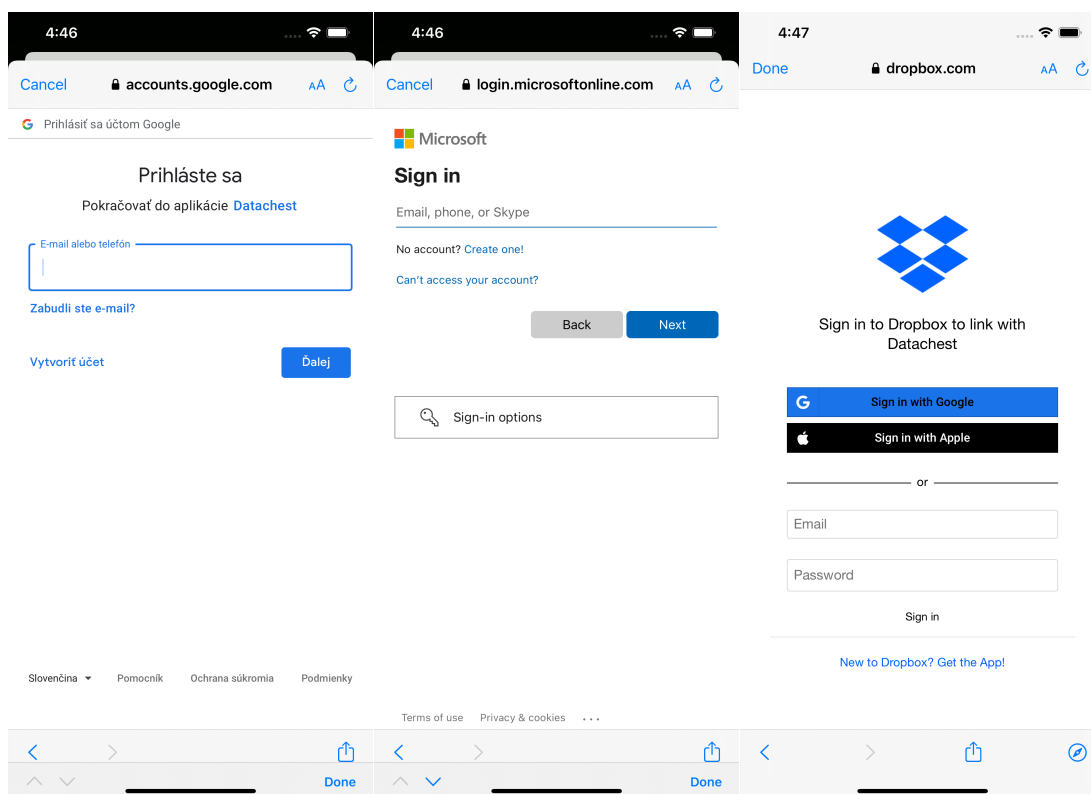 4:46
Cancel accounts.google.com AA
Prihlásiť sa účtom Google
Prihláste sa
Pokračovať do aplikácie Datachest
E-mail alebo telefón
Zabudli ste e-mail?
Vytvoriť účet Ďalej
Slovenčina Pomocník Ochrana súkromia Podmienky
Done
4:46
Cancel login.microsoftonline.com AA
Microsoft
Sign in
Email, phone, or Skype
No account? Create one!
Can't access your account?
Back Next
Sign-in options
Terms of use Privacy & cookies ...
Done
4:47
Done dropbox.com AA
Sign in to Dropbox to link with
Datachest
Sign in with Google
Sign in with Apple
or
Email
Password
Sign in
New to Dropbox? Get the App!